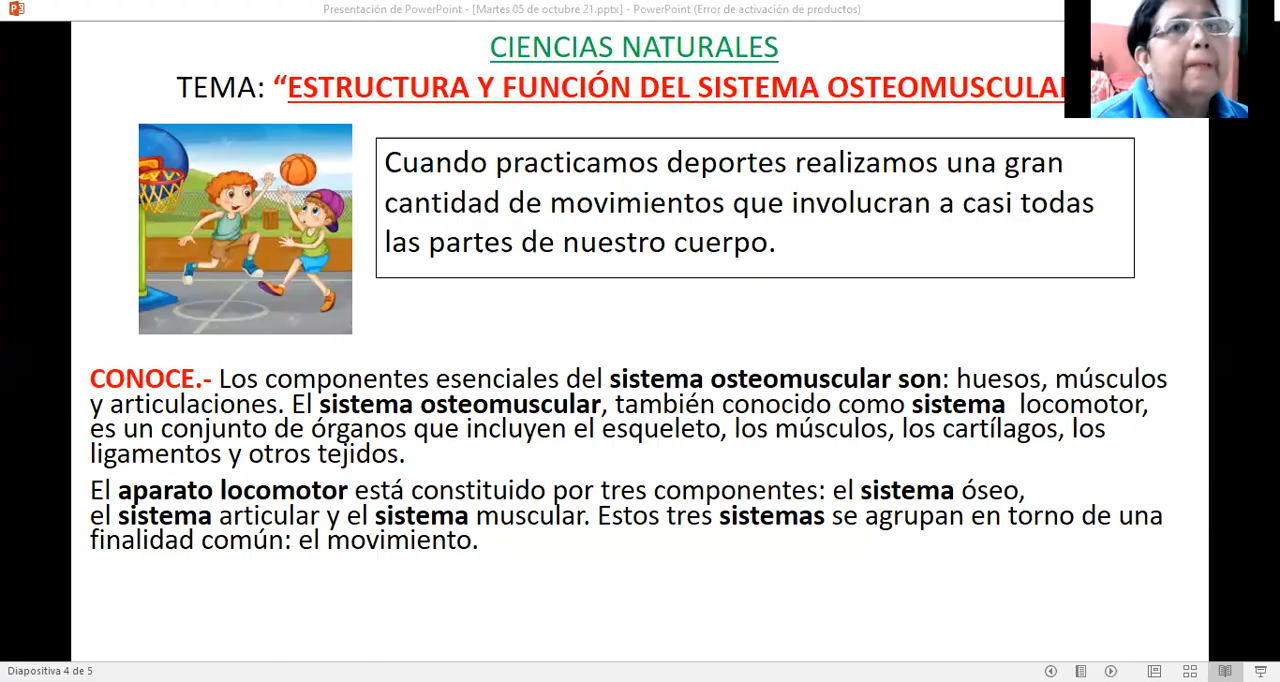 Presentación de PowerPoint - [Martes 05 de octubre 21.pptx] - PowerPoint (Error de activación de productos)
CIENCIAS NATURALES
TEMA: “ESTRUCTURA Y FUNCIÓN DEL SISTEMA OSTEOMUSCULAR
Cuando practicamos deportes realizamos una gran
cantidad de movimientos que involucran a casi todas
las partes de nuestro cuerpo.
CONOCE.- Los componentes esenciales del sistema osteomuscular son: huesos, músculos
y articulaciones. El sistema osteomuscular, también conocido como sistema locomotor,
es un conjunto de órganos que incluyen el esqueleto, los músculos, los cartílagos, los
ligamentos y otros tejidos.
El aparato locomotor está constituido por tres componentes: el sistema óseo,
el sistema articular y el sistema muscular. Estos tres sistemas se agrupan en torno de una
finalidad común: el movimiento.
Diapositiva 4 de 5